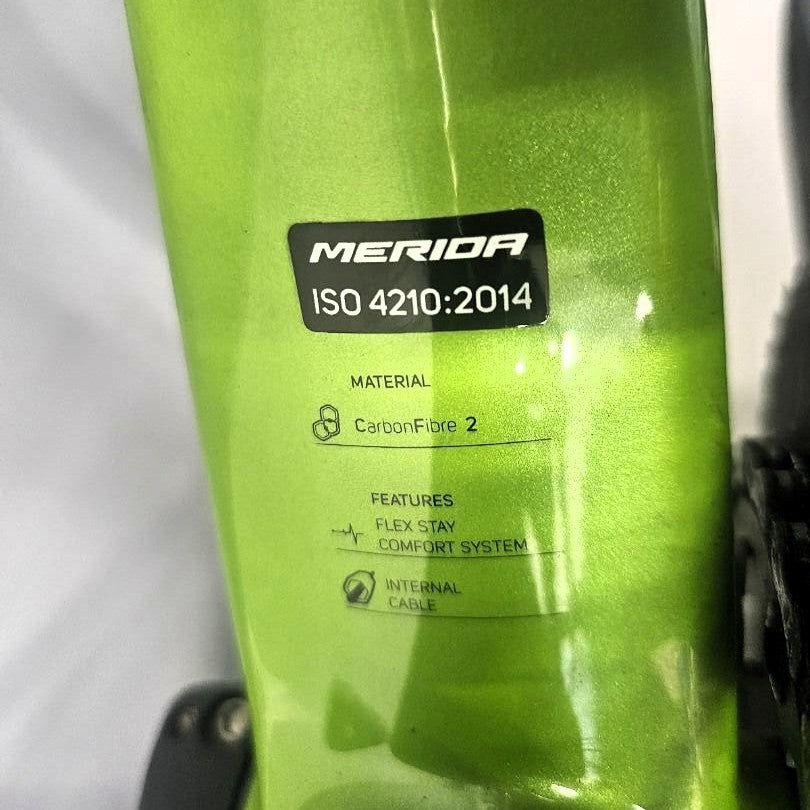 MERIDA
ISO 4210:2014
MATERIAL
CarbonFibre 2
FEATURES
FLEX STAY
COMFORT SYSTEM
INTERNAL
CABLE